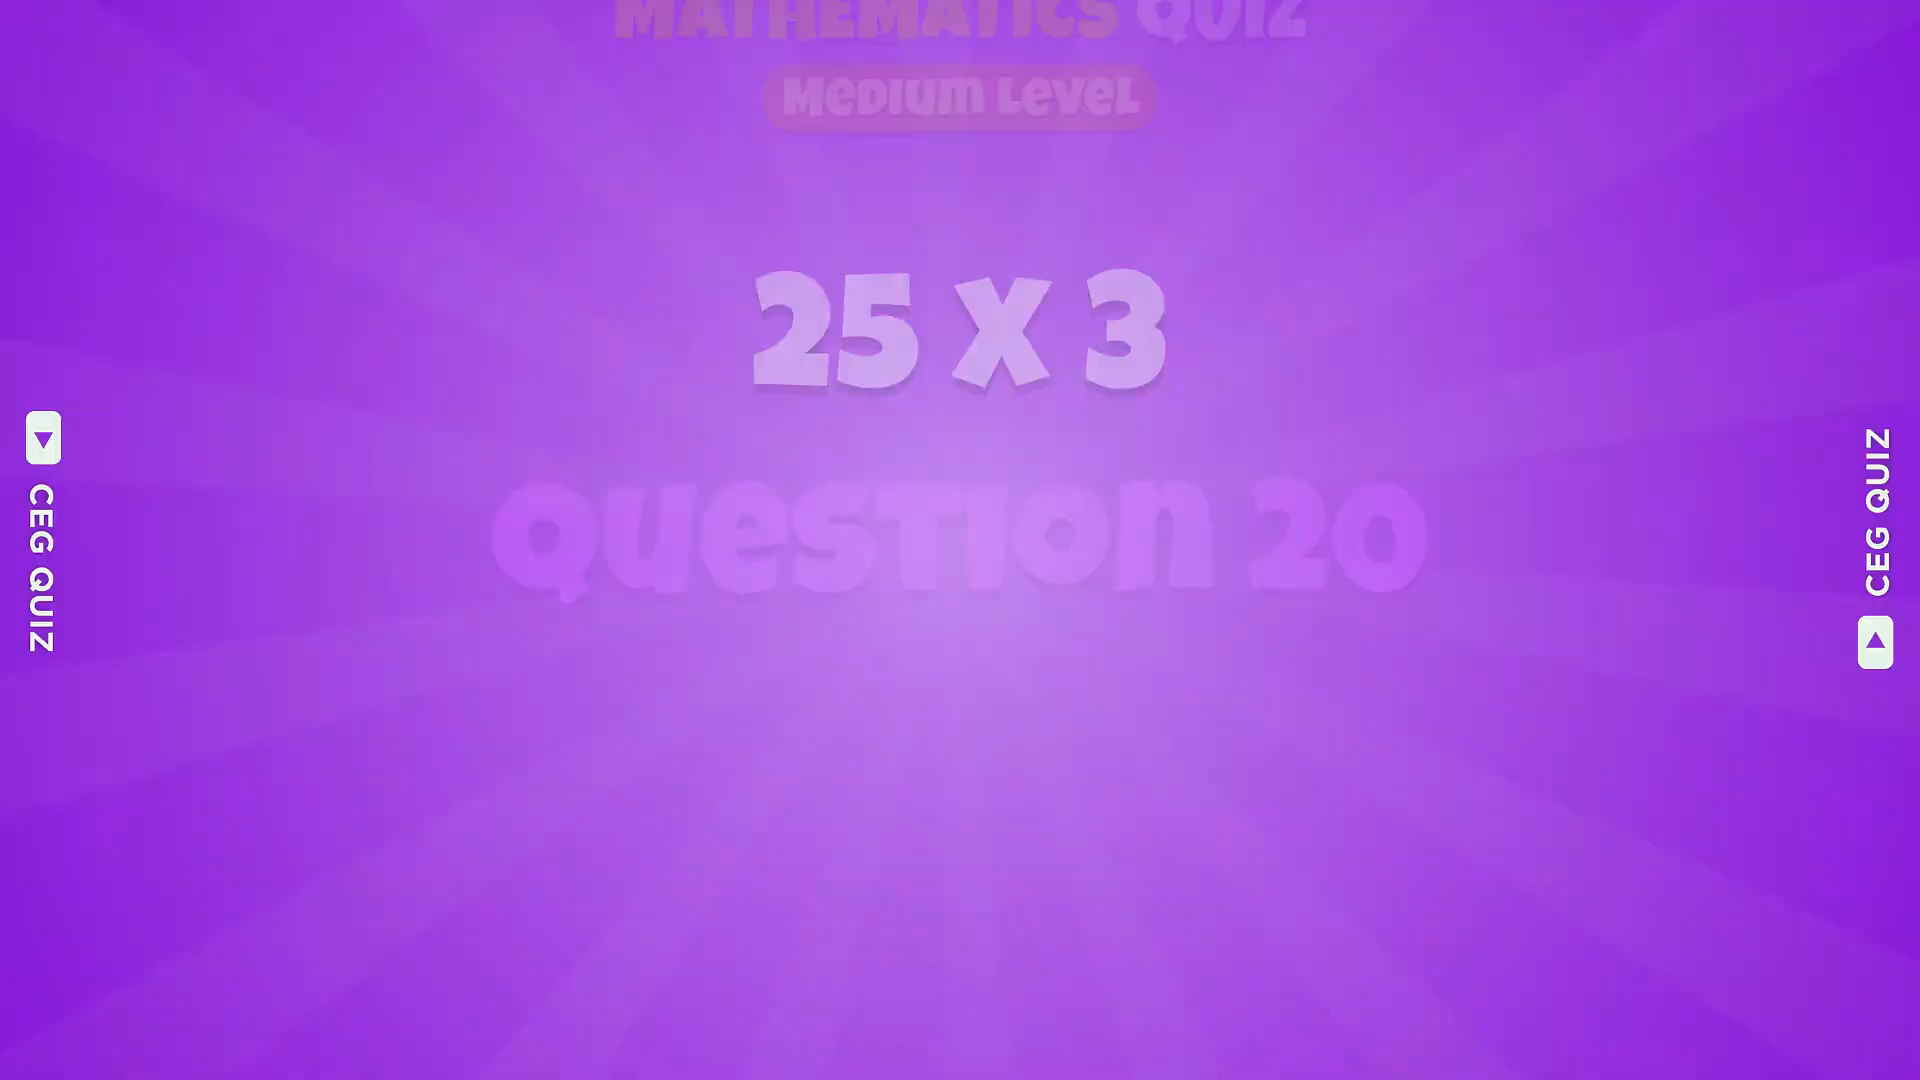 MATHEMATICS QUIZ
Medium Level
25 x 3
Question 20
CEG QUIZ
CEG QUIZ